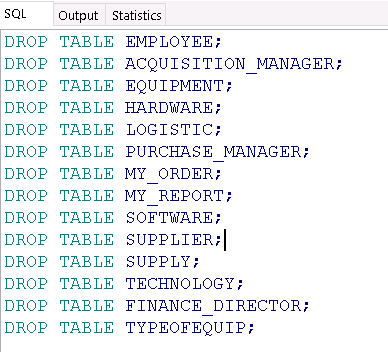 SQL Output Statistics
DROP TABLE EMPLOYEE;
DROP TABLE ACQUISITION_MANAGER;
DROP TABLE EQUIPMENT;
DROP TABLE HARDWARE;
DROP TABLE LOGISTIC;
DROP TABLE PURCHASE_MANAGER;
DROP TABLE MY_ORDER;
DROP TABLE MY_REPORT;
DROP TABLE SOFTWARE;
DROP TABLE SUPPLIER;
DROP TABLE SUPPLY;
DROP TABLE TECHNOLOGY;
DROP TABLE FINANCE_DIRECTOR;
DROP TABLE TYPEOFEQUIP;